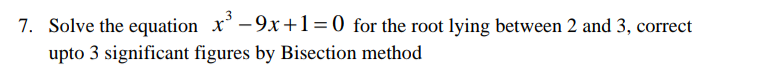 7. Solve the equation x³ – 9x + 1 = 0 for the root lying between 2 and 3, correct
upto 3 significant figures by Bisection method